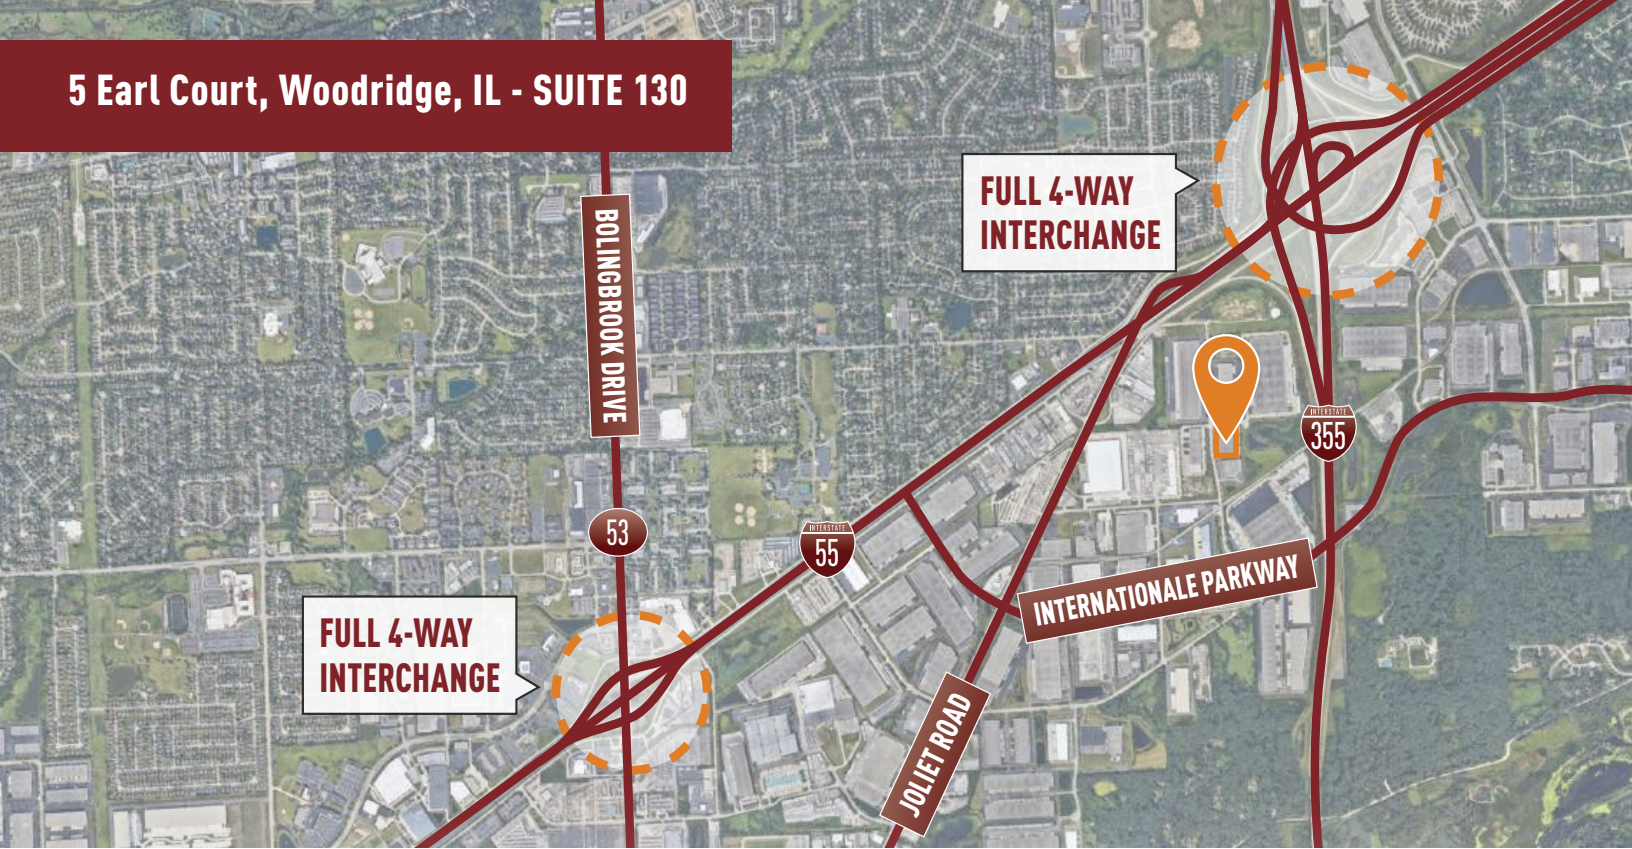 5 Earl Court, Woodridge, IL - SUITE 130
FULL 4-WAY
INTERCHANGE
BOLINGBROOK DRIVE
INTERSTATE
355
53
INTERSTATE
55
INTERNATIONALE PARKWAY
FULL 4-WAY
INTERCHANGE
JOLIET ROAD